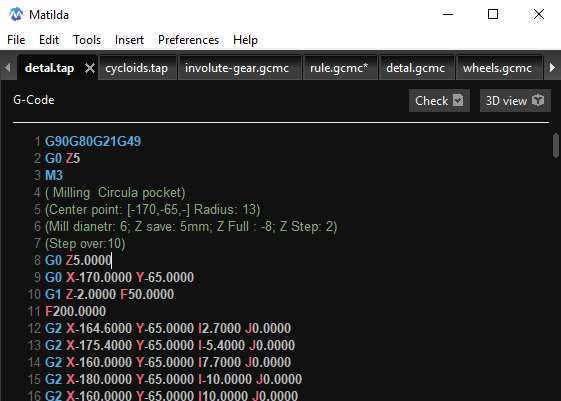 Matilda
File Edit Tools Insert Preferences Help
detal.tap cycloids.tap involute-gear.gcmc rule.gcmc* detal.gcmc wheels.gcmc
G-Code Check 3D view
1 G90G80G21G49
2 G0 Z5
3 M3
4 ( Milling  Circula pocket)
5 (Center point: [-170,-65,-] Radius: 13)
6 (Mill dianetr: 6; Z save: 5mm; Z Full : -8; Z Step: 2)
7 (Step over:10)
8 G0 Z5.0000
9 G0 X-170.0000 Y-65.0000
10 G1 Z-2.0000 F50.0000
11 F200.0000
12 G2 X-164.6000 Y-65.0000 I2.7000 J0.0000
13 G2 X-175.4000 Y-65.0000 I-5.4000 J0.0000
14 G2 X-160.0000 Y-65.0000 I7.7000 J0.0000
15 G2 X-180.0000 Y-65.0000 I-10.0000 J0.0000
16 G2 X-160.0000 Y-65.0000 I10.0000 J0.0000